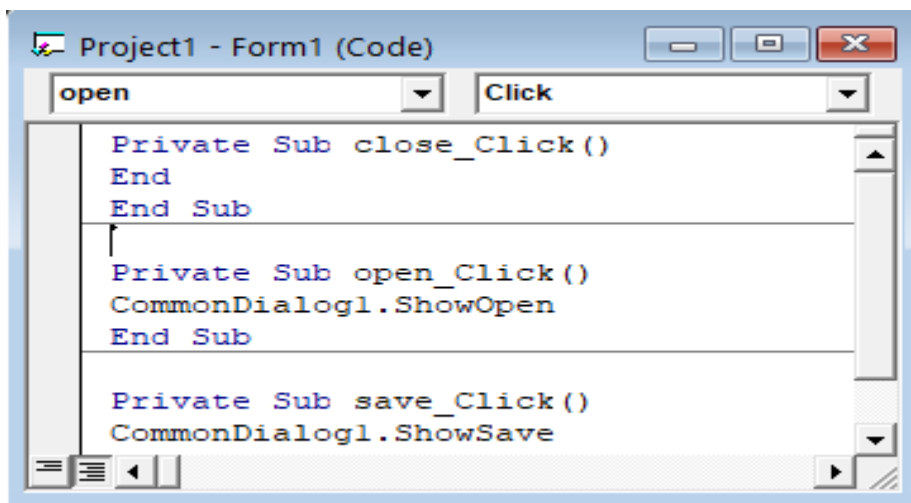 Project1 - Form1 (Code)
open Click
Private Sub close_Click()
End
End Sub
Private Sub open_Click()
CommonDialog1.ShowOpen
End Sub
Private Sub save_Click()
CommonDialog1.ShowSave